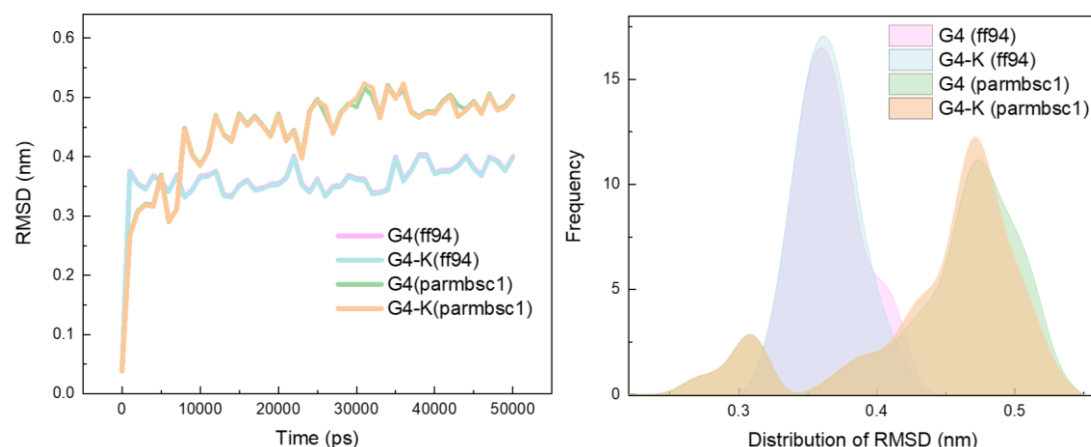 0.6
0.5
0.4
0.3
0.2
0.1
0.0
RMSD (nm)
G4(ff94)
G4-K(ff94)
G4(parmbsc1)
G4-K(parmbsc1)
0 10000 20000 30000 40000 50000
Time (ps)
15
10
5
0
Frequency
G4 (ff94)
G4-K (ff94)
G4 (parmbsc1)
G4-K (parmbsc1)
0.3 0.4 0.5
Distribution of RMSD (nm)